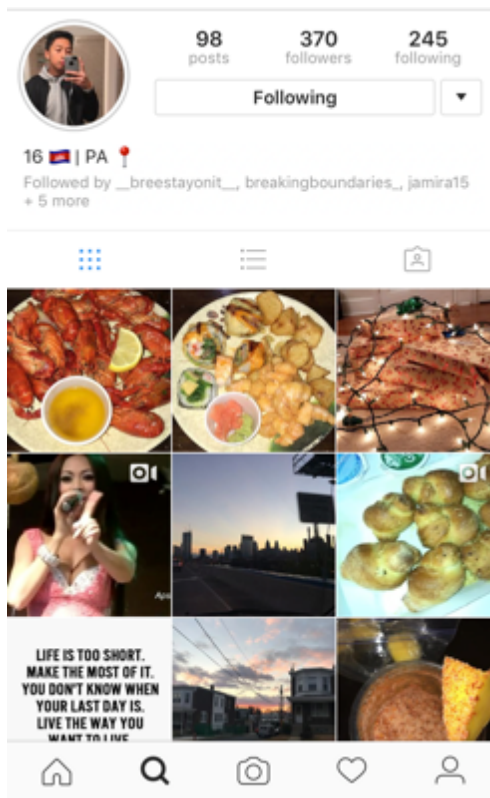 98 370 245
posts followers following
Following
16 🇰🇭 | PA 📍
Followed by __breestayonit__, breakingboundaries_, jamira15
+ 5 more
LIFE IS TOO SHORT.
MAKE THE MOST OF IT.
YOU DON'T KNOW WHEN
YOUR LAST DAY IS.
LIVE THE WAY YOU
WANT TO LIVE